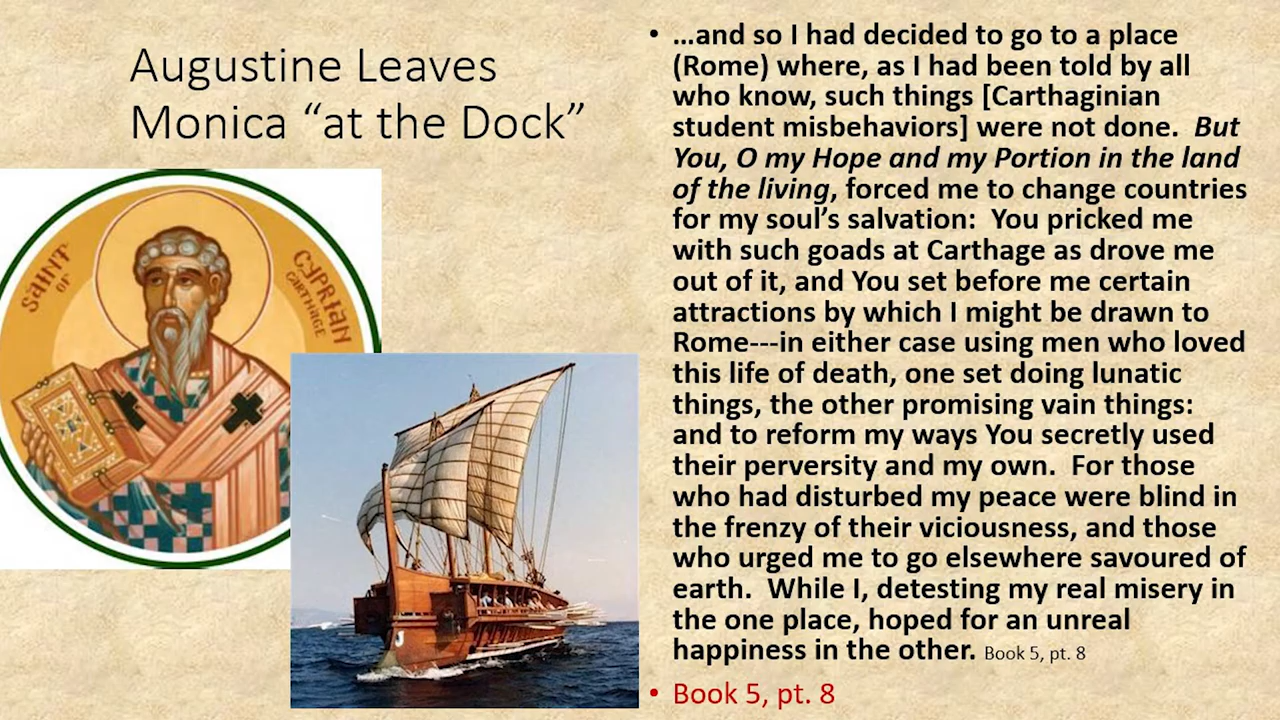 Augustine Leaves
Monica “at the Dock”
SAINT
OF
CYPRIAN
CARTHAGE
• …and so I had decided to go to a place
(Rome) where, as I had been told by all
who know, such things [Carthaginian
student misbehaviors] were not done.  But
You, O my Hope and my Portion in the land
of the living, forced me to change countries
for my soul’s salvation:  You pricked me
with such goads at Carthage as drove me
out of it, and You set before me certain
attractions by which I might be drawn to
Rome---in either case using men who loved
this life of death, one set doing lunatic
things, the other promising vain things:
and to reform my ways You secretly used
their perversity and my own.  For those
who had disturbed my peace were blind in
the frenzy of their viciousness, and those
who urged me to go elsewhere savoured of
earth.  While I, detesting my real misery in
the one place, hoped for an unreal
happiness in the other. Book 5, pt. 8
• Book 5, pt. 8